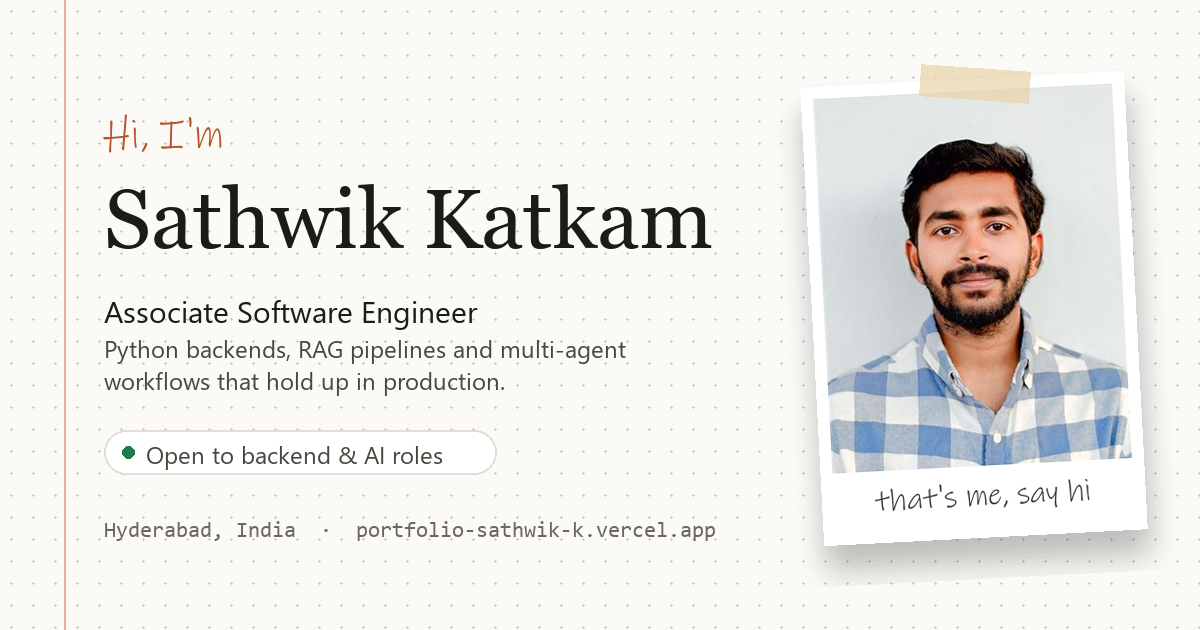 Hi, I'm
Sathwik Katkam
Associate Software Engineer
Python backends, RAG pipelines and multi-agent
workflows that hold up in production.
Open to backend & AI roles
Hyderabad, India · portfolio-sathwik-k.vercel.app
that's me, say hi